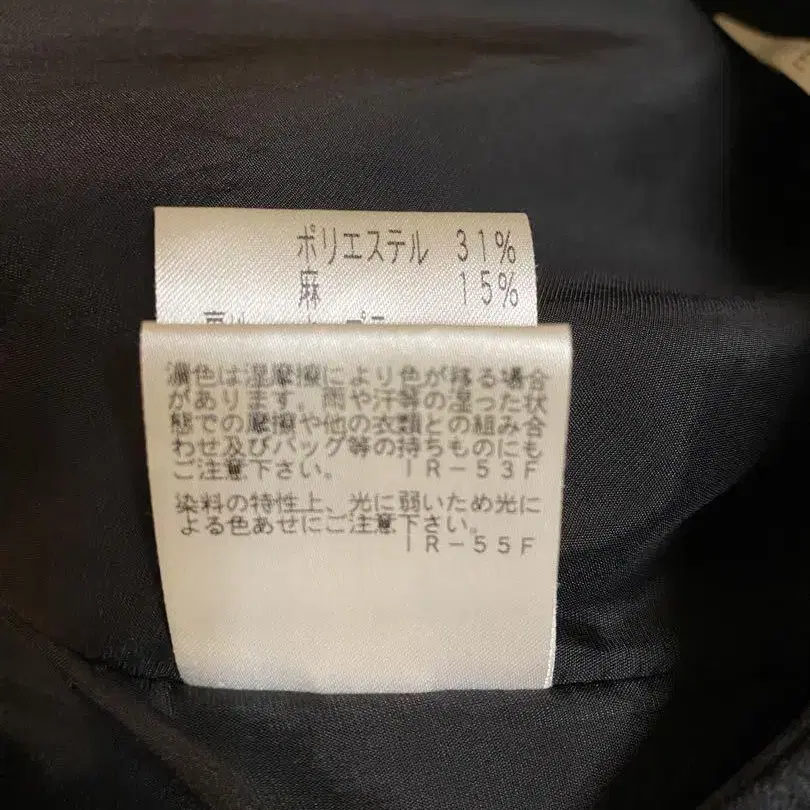 ポリエステル 31%
麻 15%
濃色は湿摩擦により色が移る場合
があります。雨や汗等の湿った状
態での摩擦や他の衣類との組み合
わせ及びバッグ等の持ちものにも
ご注意下さい。 IR-53F
染料の特性上、光に弱いため光に
よる色あせにご注意下さい。
IR-55F